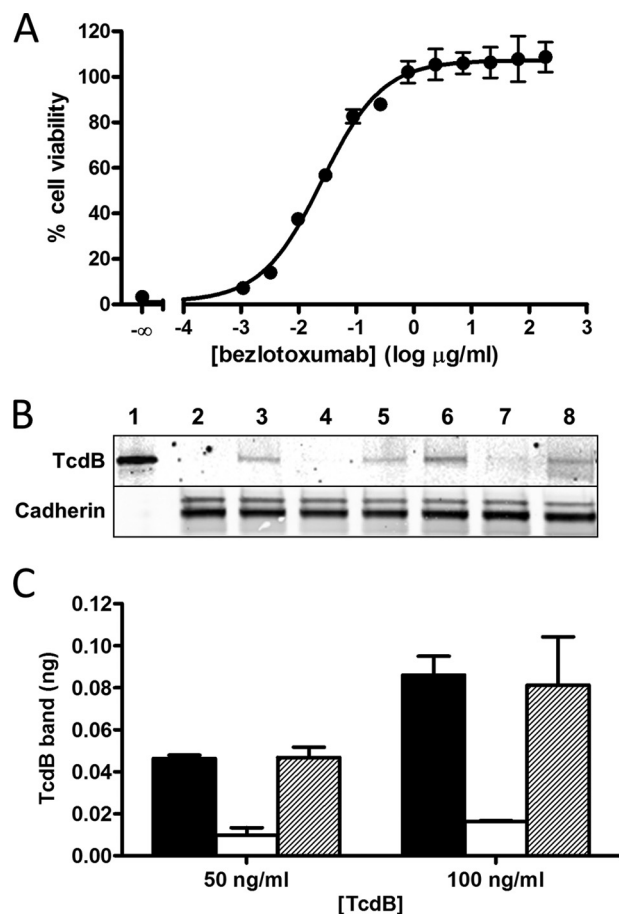 A
120
100
80
60
40
20
0
% cell viability
-∞ -4 -3 -2 -1 0 1 2 3
[bezlotoxumab] (log μg/ml)
B
1 2 3 4 5 6 7 8
TcdB
Cadherin
C
0.12
0.10
0.08
0.06
0.04
0.02
0.00
TcdB band (ng)
50 ng/ml 100 ng/ml
[TcdB]